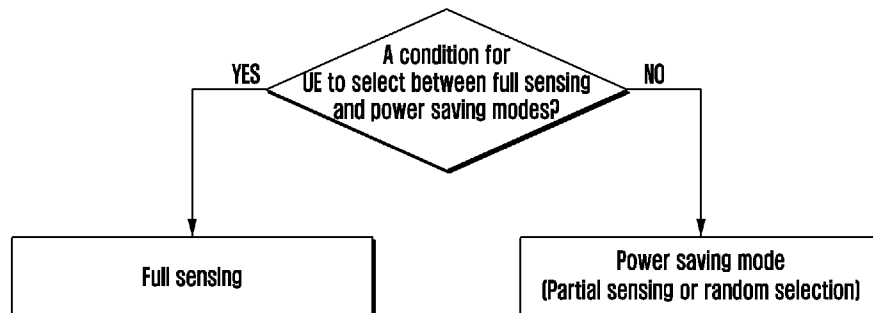 A condition for
UE to select between full sensing
and power saving modes?
YES
NO
Full sensing
Power saving mode
(Partial sensing or random selection)